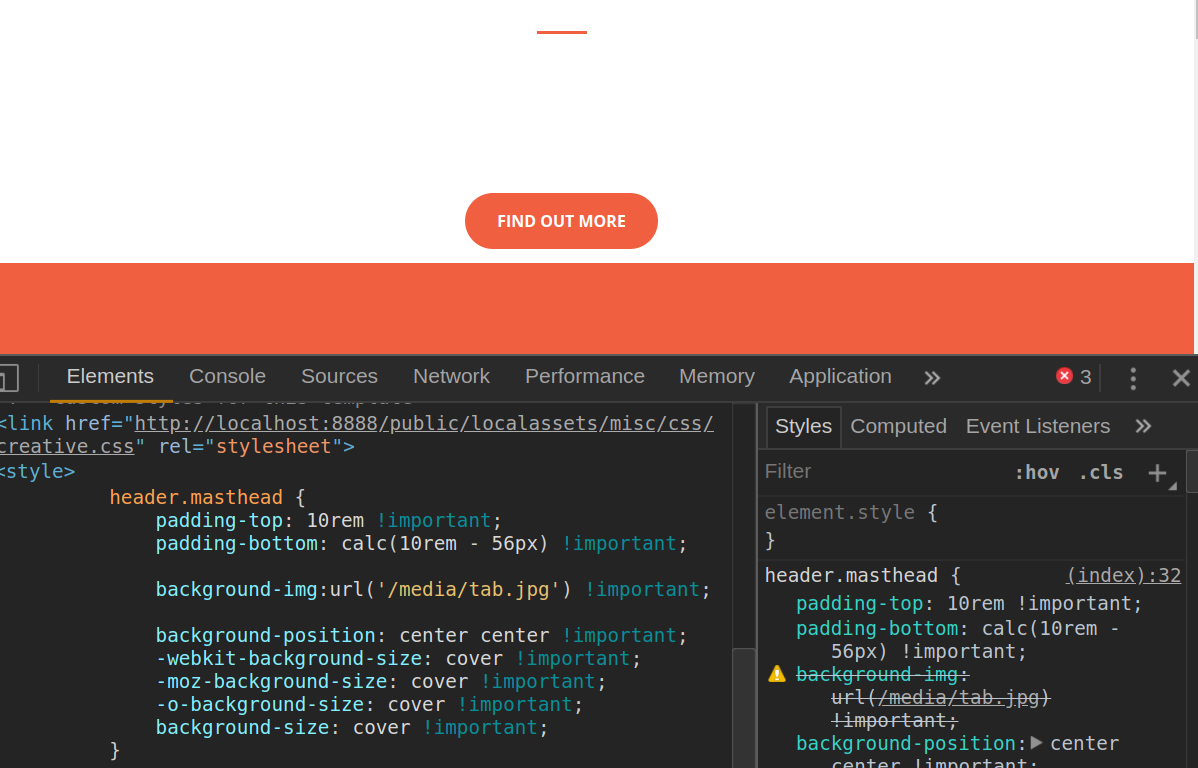 FIND OUT MORE
Elements Console Sources Network Performance Memory Application » 3
<link href="http://localhost:8888/public/localassets/misc/css/
creative.css" rel="stylesheet">
<style>
header.masthead {
padding-top: 10rem !important;
padding-bottom: calc(10rem - 56px) !important;
background-img:url('/media/tab.jpg') !important;
background-position: center center !important;
-webkit-background-size: cover !important;
-moz-background-size: cover !important;
-o-background-size: cover !important;
background-size: cover !important;
}
Styles Computed Event Listeners »
Filter :hov .cls +
element.style {
}
header.masthead { (index):32
padding-top: 10rem !important;
padding-bottom: calc(10rem -
56px) !important;
background-img:
url(/media/tab.jpg)
!important;
background-position: center
center !important;